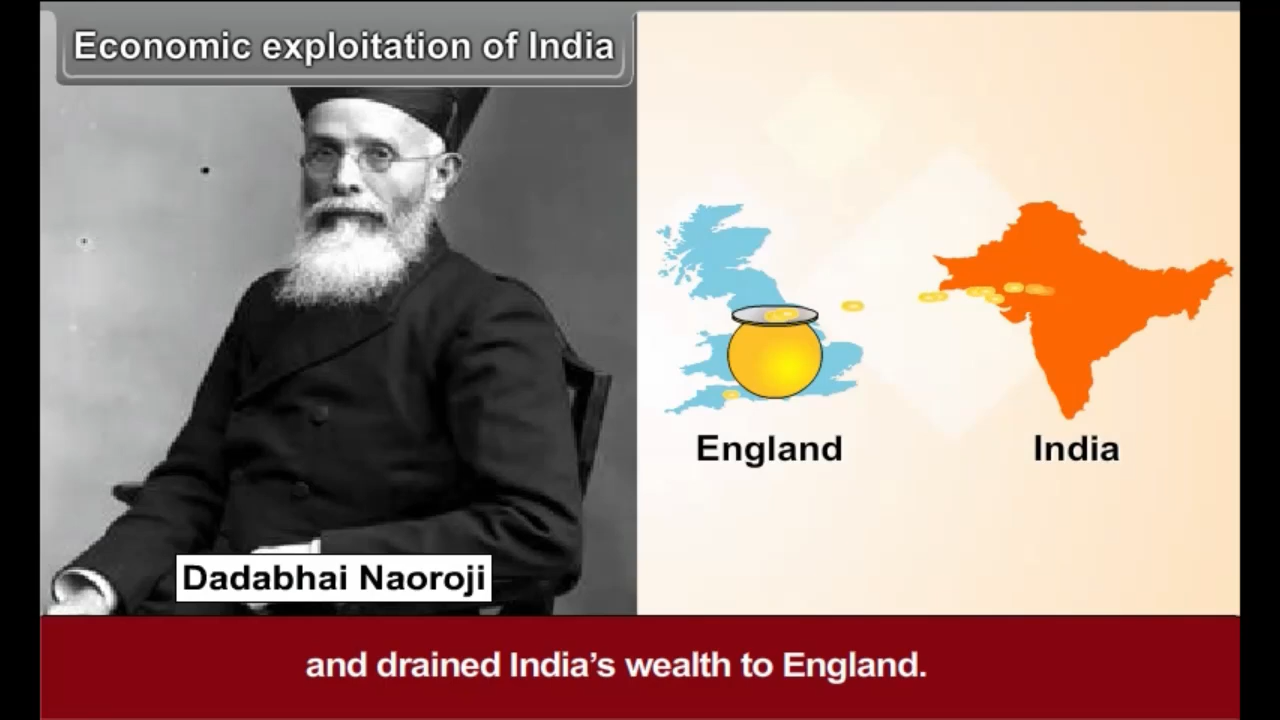 Economic exploitation of India
England
India
Dadabhai Naoroji
and drained India’s wealth to England.